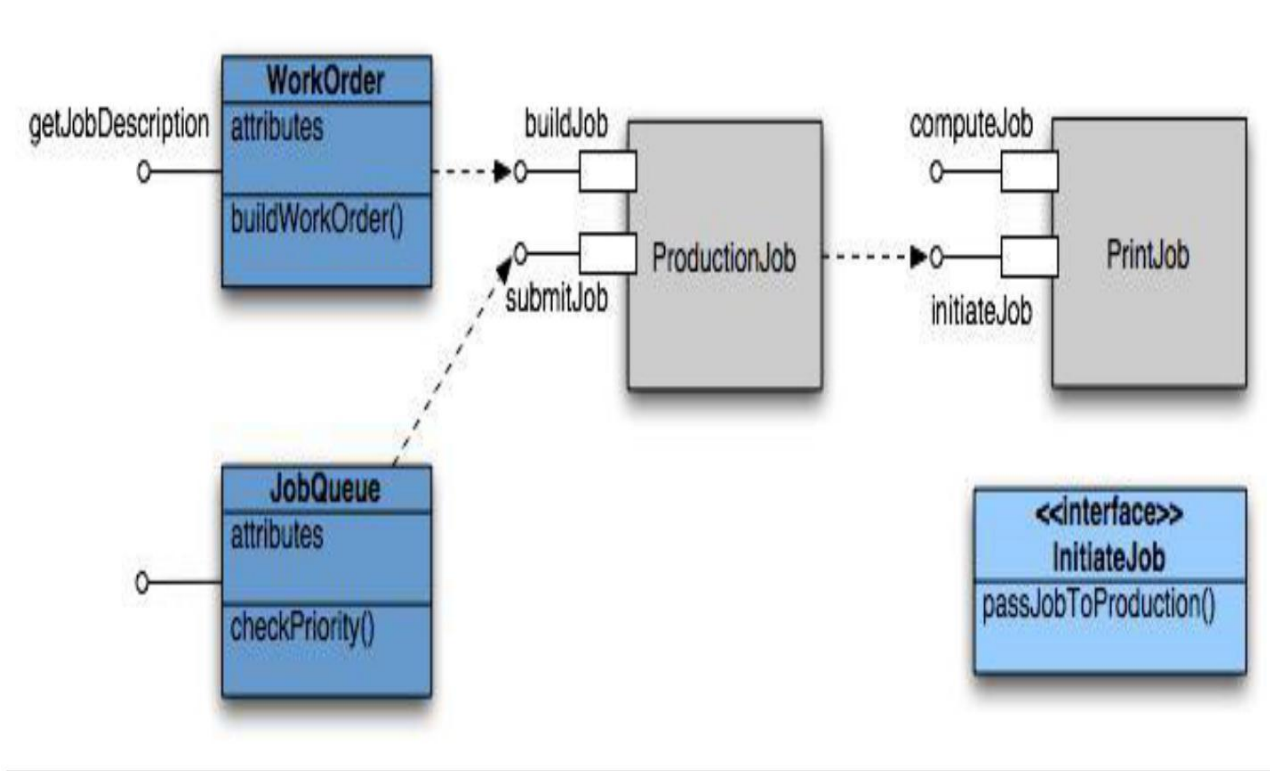 WorkOrder
getJobDescription
attributes
buildWorkOrder()
buildJob
submitJob
ProductionJob
computeJob
initiateJob
PrintJob
JobQueue
attributes
checkPriority()
<<interface>>
InitiateJob
passJobToProduction()